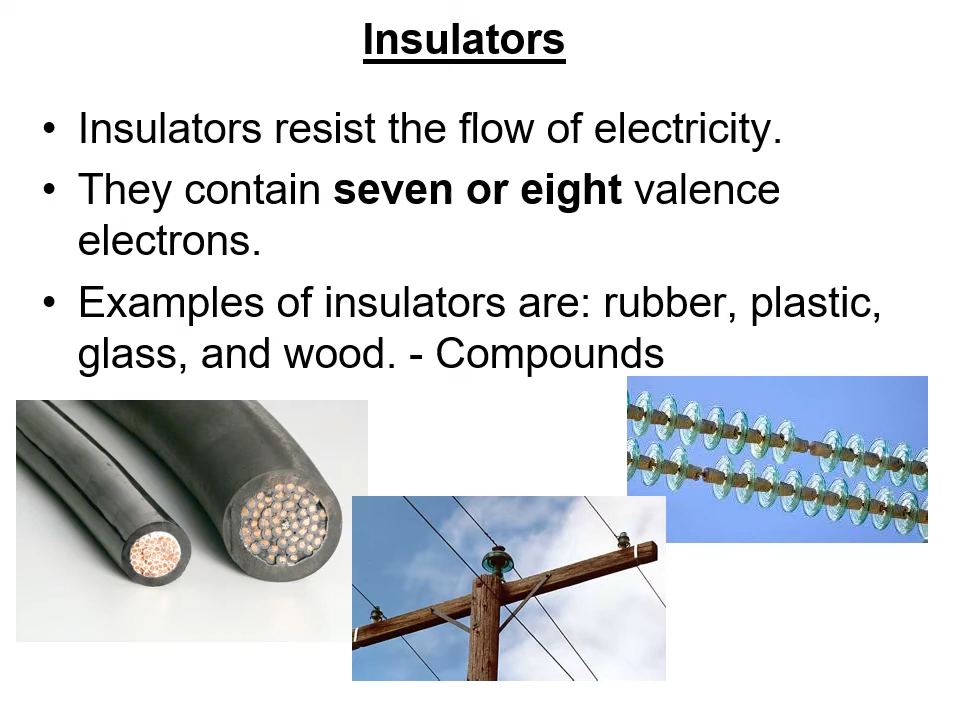 Insulators
• Insulators resist the flow of electricity.
• They contain seven or eight valence
electrons.
• Examples of insulators are: rubber, plastic,
glass, and wood. - Compounds